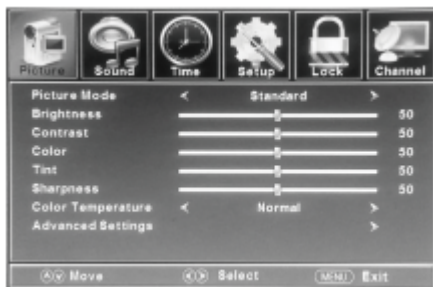 Picture Sound Time Setup Lock Channel
Picture Mode Standard
Brightness 50
Contrast 50
Color 50
Tint 50
Sharpness 50
Color Temperature Normal
Advanced Settings
Move Select MENU Exit